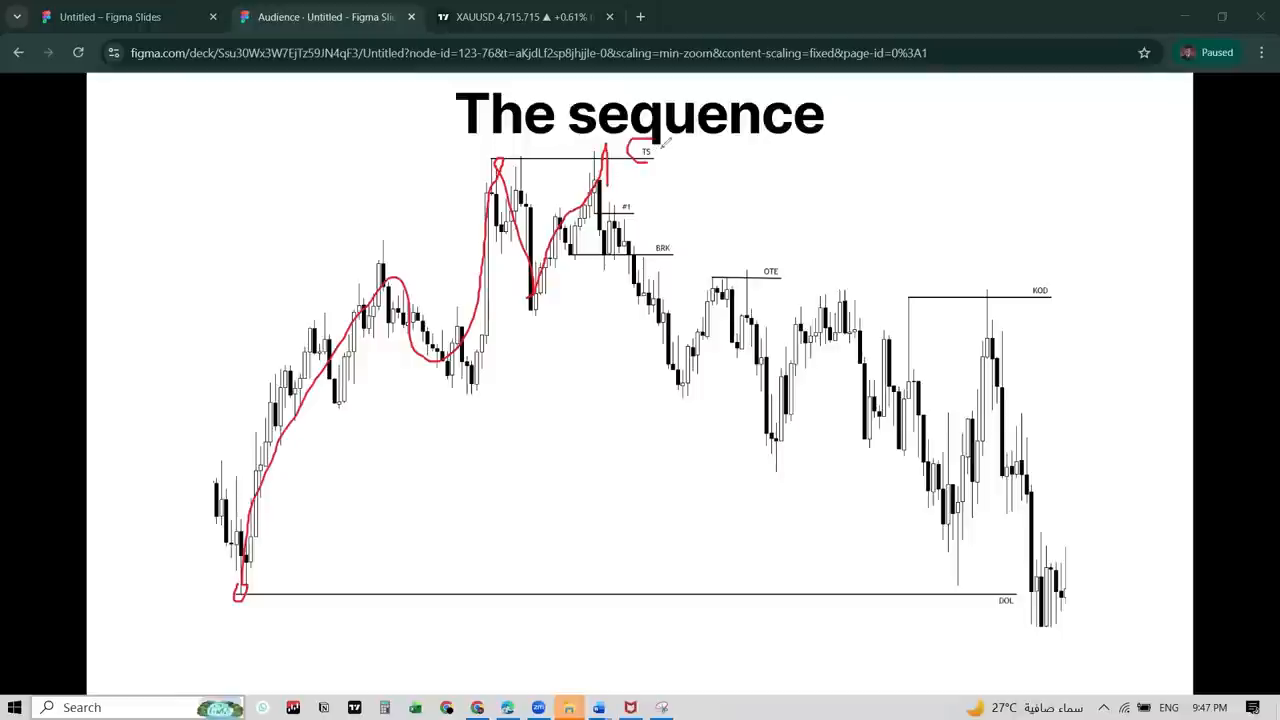 Untitled – Figma Slides
Audience · Untitled – Figma Sli
XAUUSD 4,715.715 ▲ +0.61%
figma.com/deck/Ssu30Wx3W7EjTz59JN4qF3/Untitled?node-id=123-76&t=aKjdLf2sp8jhjjIe-0&scaling=min-zoom&content-scaling=fixed&page-id=0%3A1
Paused
The sequence
TS
#1
BRK
OTE
KOD
DOL
Search
27°C سماء صافية
ENG
9:47 PM